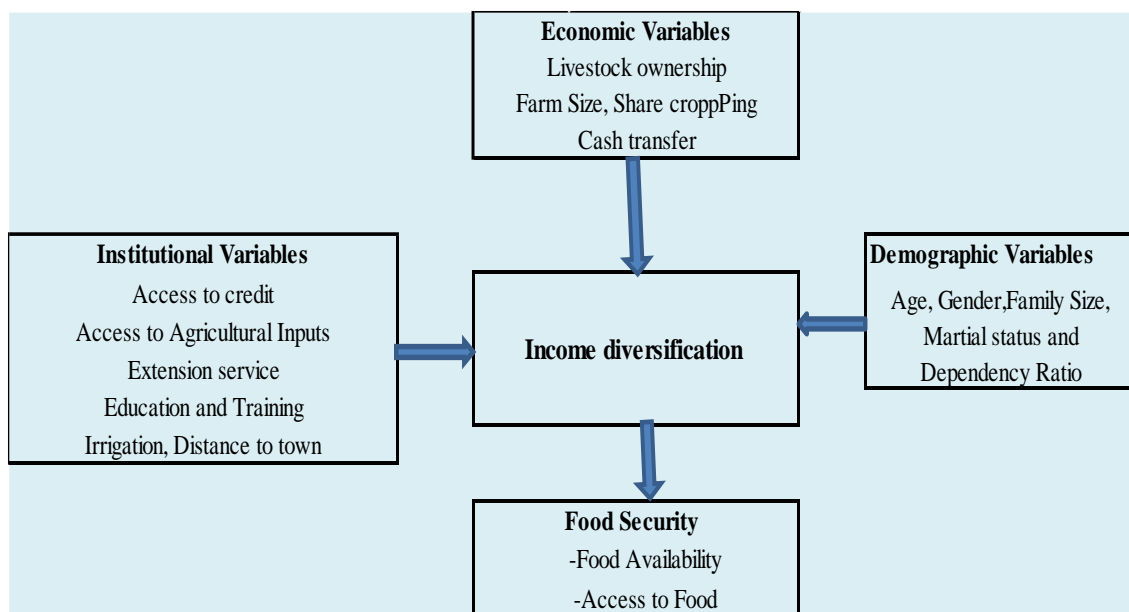 Economic Variables
Livestock ownership
Farm Size, Share croppPing
Cash transfer
Institutional Variables
Access to credit
Access to Agricultural Inputs
Extension service
Education and Training
Irrigation, Distance to town
Income diversification
Demographic Variables
Age, Gender,Family Size,
Martial status and
Dependency Ratio
Food Security
-Food Availability
-Access to Food